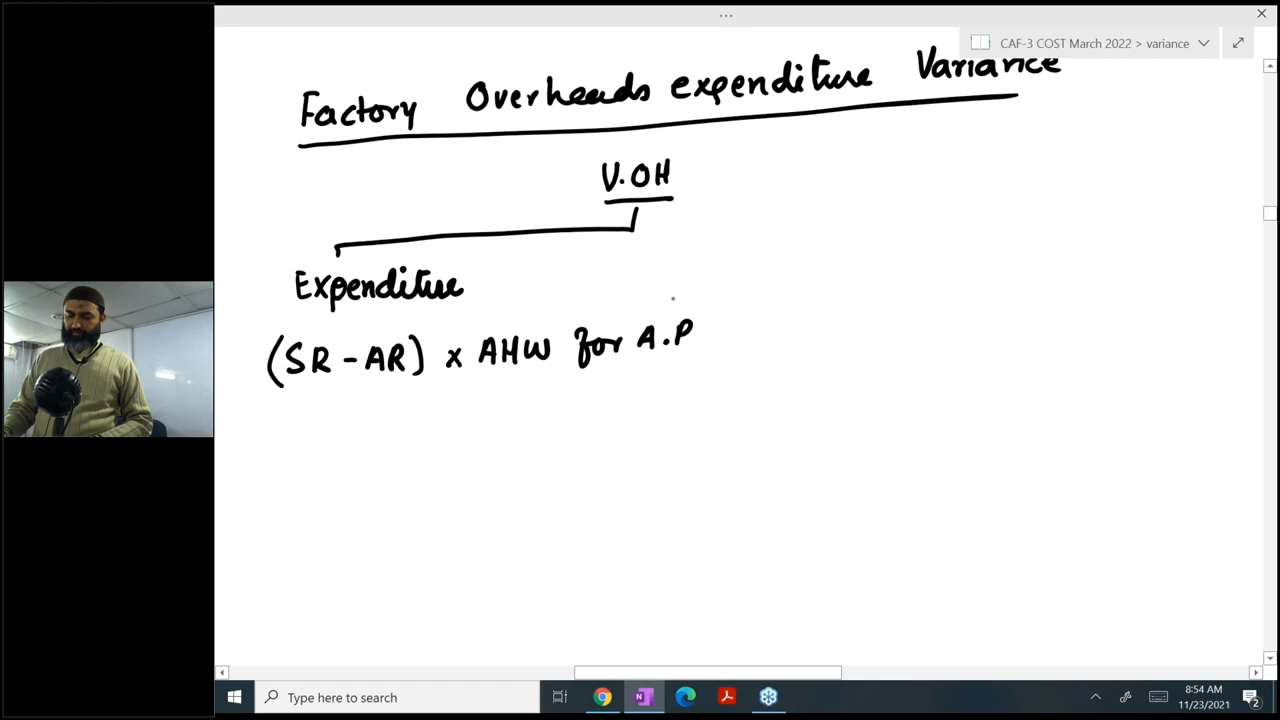 CAF-3 COST March 2022 > variance
Factory Overheads expenditure Variance
V.OH
Expenditure
(SR - AR) x AHW for A.P
Type here to search
8:54 AM
11/23/2021
2